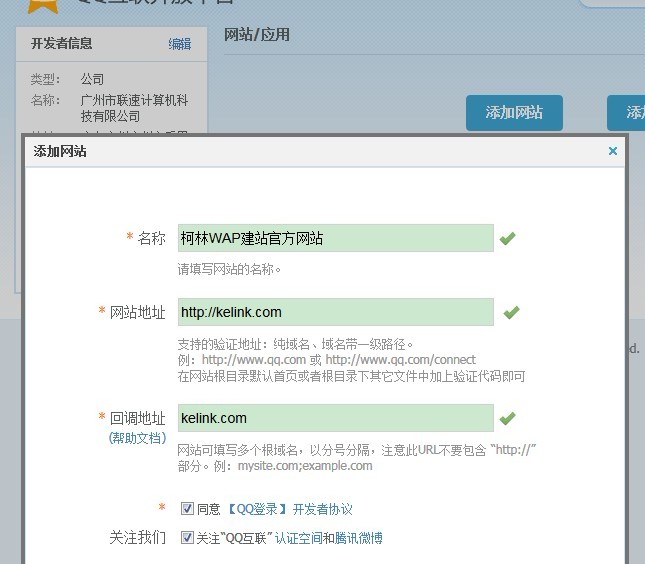 QQ互联开放平台
开发者信息 编辑
网站/应用
类型： 公司
名称： 广州市联速计算机科
技有限公司
添加网站
添加网站 ×
* 名称 柯林WAP建站官方网站
请填写网站的名称。
* 网站地址 http://kelink.com
支持的验证地址：纯域名、域名带一级路径。
例：http://www.qq.com 或 http://www.qq.com/connect
在网站根目录默认首页或者根目录下其它文件中加上验证代码即可
* 回调地址 kelink.com
(帮助文档)
网站可填写多个根域名，以分号分隔，注意此URL不要包含 “http://”
部分。例：mysite.com;example.com
* 同意 【QQ登录】 开发者协议
关注我们 关注“QQ互联” 认证空间和腾讯微博
ed.